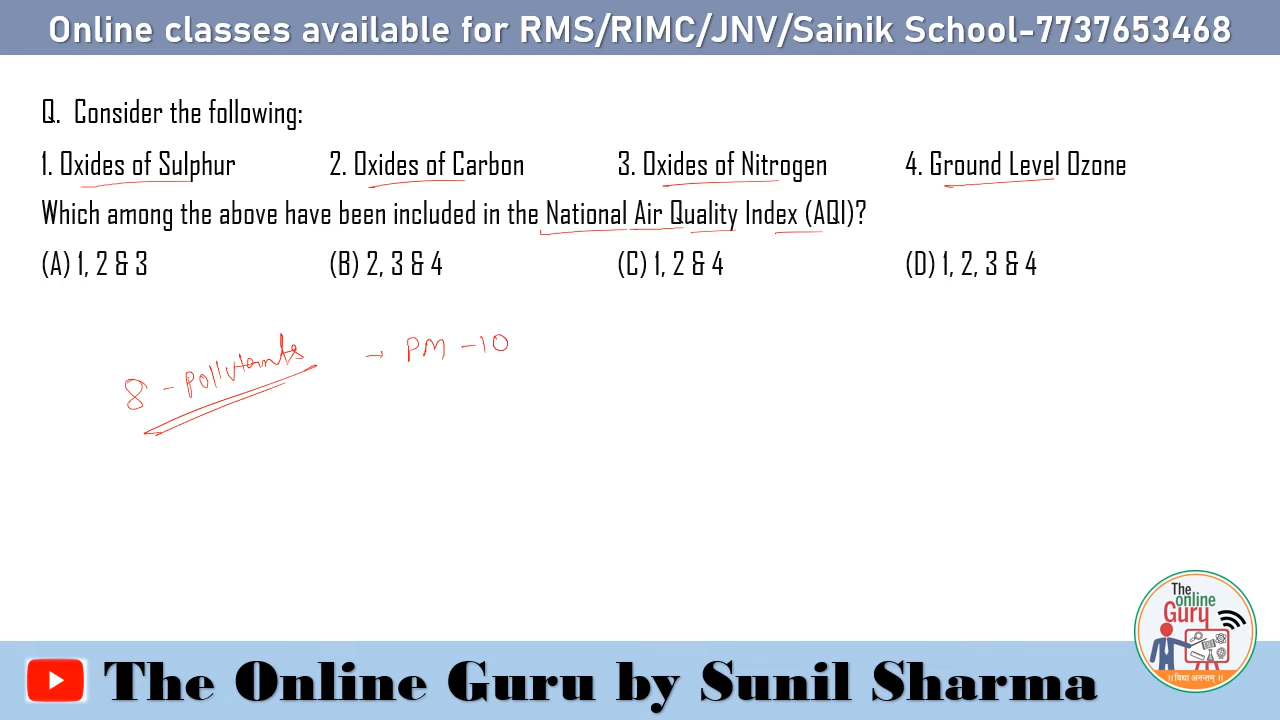 Online classes available for RMS/RIMC/JNV/Sainik School-7737653468
Q. Consider the following:
1. Oxides of Sulphur 2. Oxides of Carbon 3. Oxides of Nitrogen 4. Ground Level Ozone
Which among the above have been included in the National Air Quality Index (AQI)?
(A) 1, 2 & 3 (B) 2, 3 & 4 (C) 1, 2 & 4 (D) 1, 2, 3 & 4
8 - Pollutants → PM -10
The
online
Guru
॥ विद्या अनन्तम् ॥
The Online Guru by Sunil Sharma